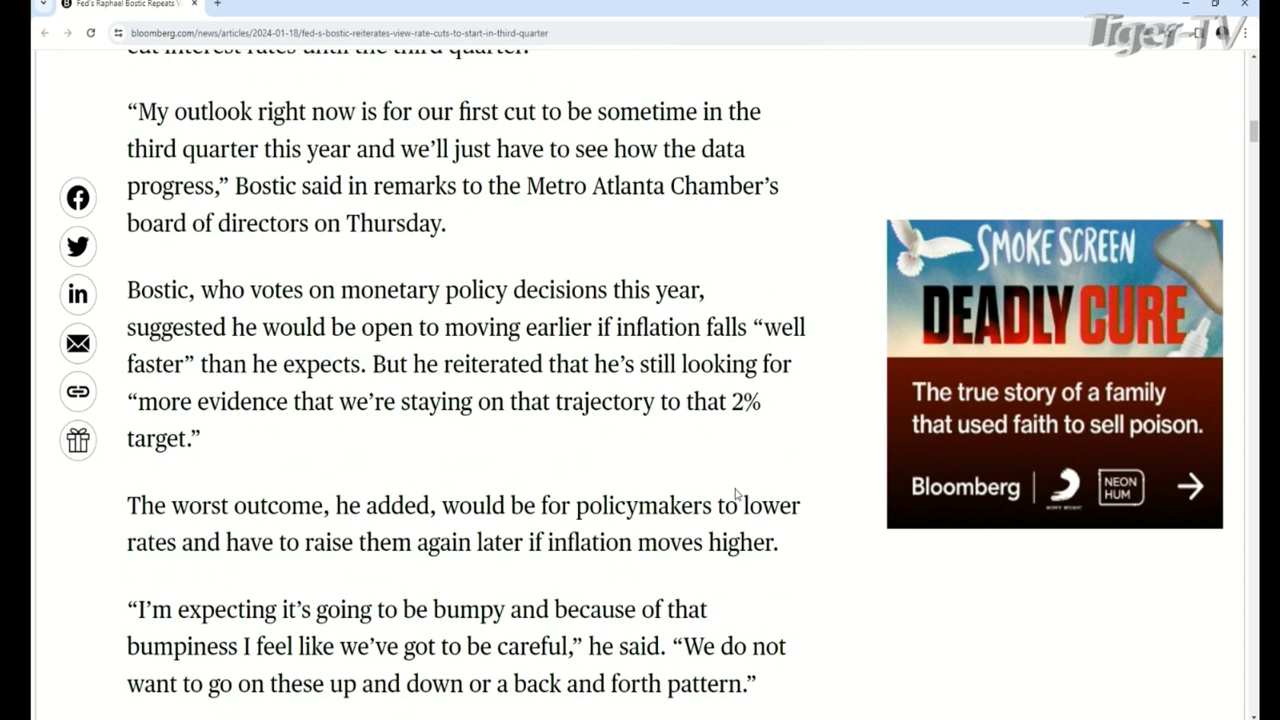 Fed's Raphael Bostic Repeats V
bloomberg.com/news/articles/2024-01-18/fed-s-bostic-reiterates-view-rate-cuts-to-start-in-third-quarter
Tiger-TV
cut interest rates until the third quarter.
“My outlook right now is for our first cut to be sometime in the
third quarter this year and we’ll just have to see how the data
progress,” Bostic said in remarks to the Metro Atlanta Chamber’s
board of directors on Thursday.
Bostic, who votes on monetary policy decisions this year,
suggested he would be open to moving earlier if inflation falls “well
faster” than he expects. But he reiterated that he’s still looking for
“more evidence that we’re staying on that trajectory to that 2%
target.”
The worst outcome, he added, would be for policymakers to lower
rates and have to raise them again later if inflation moves higher.
“I’m expecting it’s going to be bumpy and because of that
bumpiness I feel like we’ve got to be careful,” he said. “We do not
want to go on these up and down or a back and forth pattern.”
SMOKE SCREEN
DEADLY CURE
The true story of a family
that used faith to sell poison.
Bloomberg
SONY MUSIC
NEON
HUM